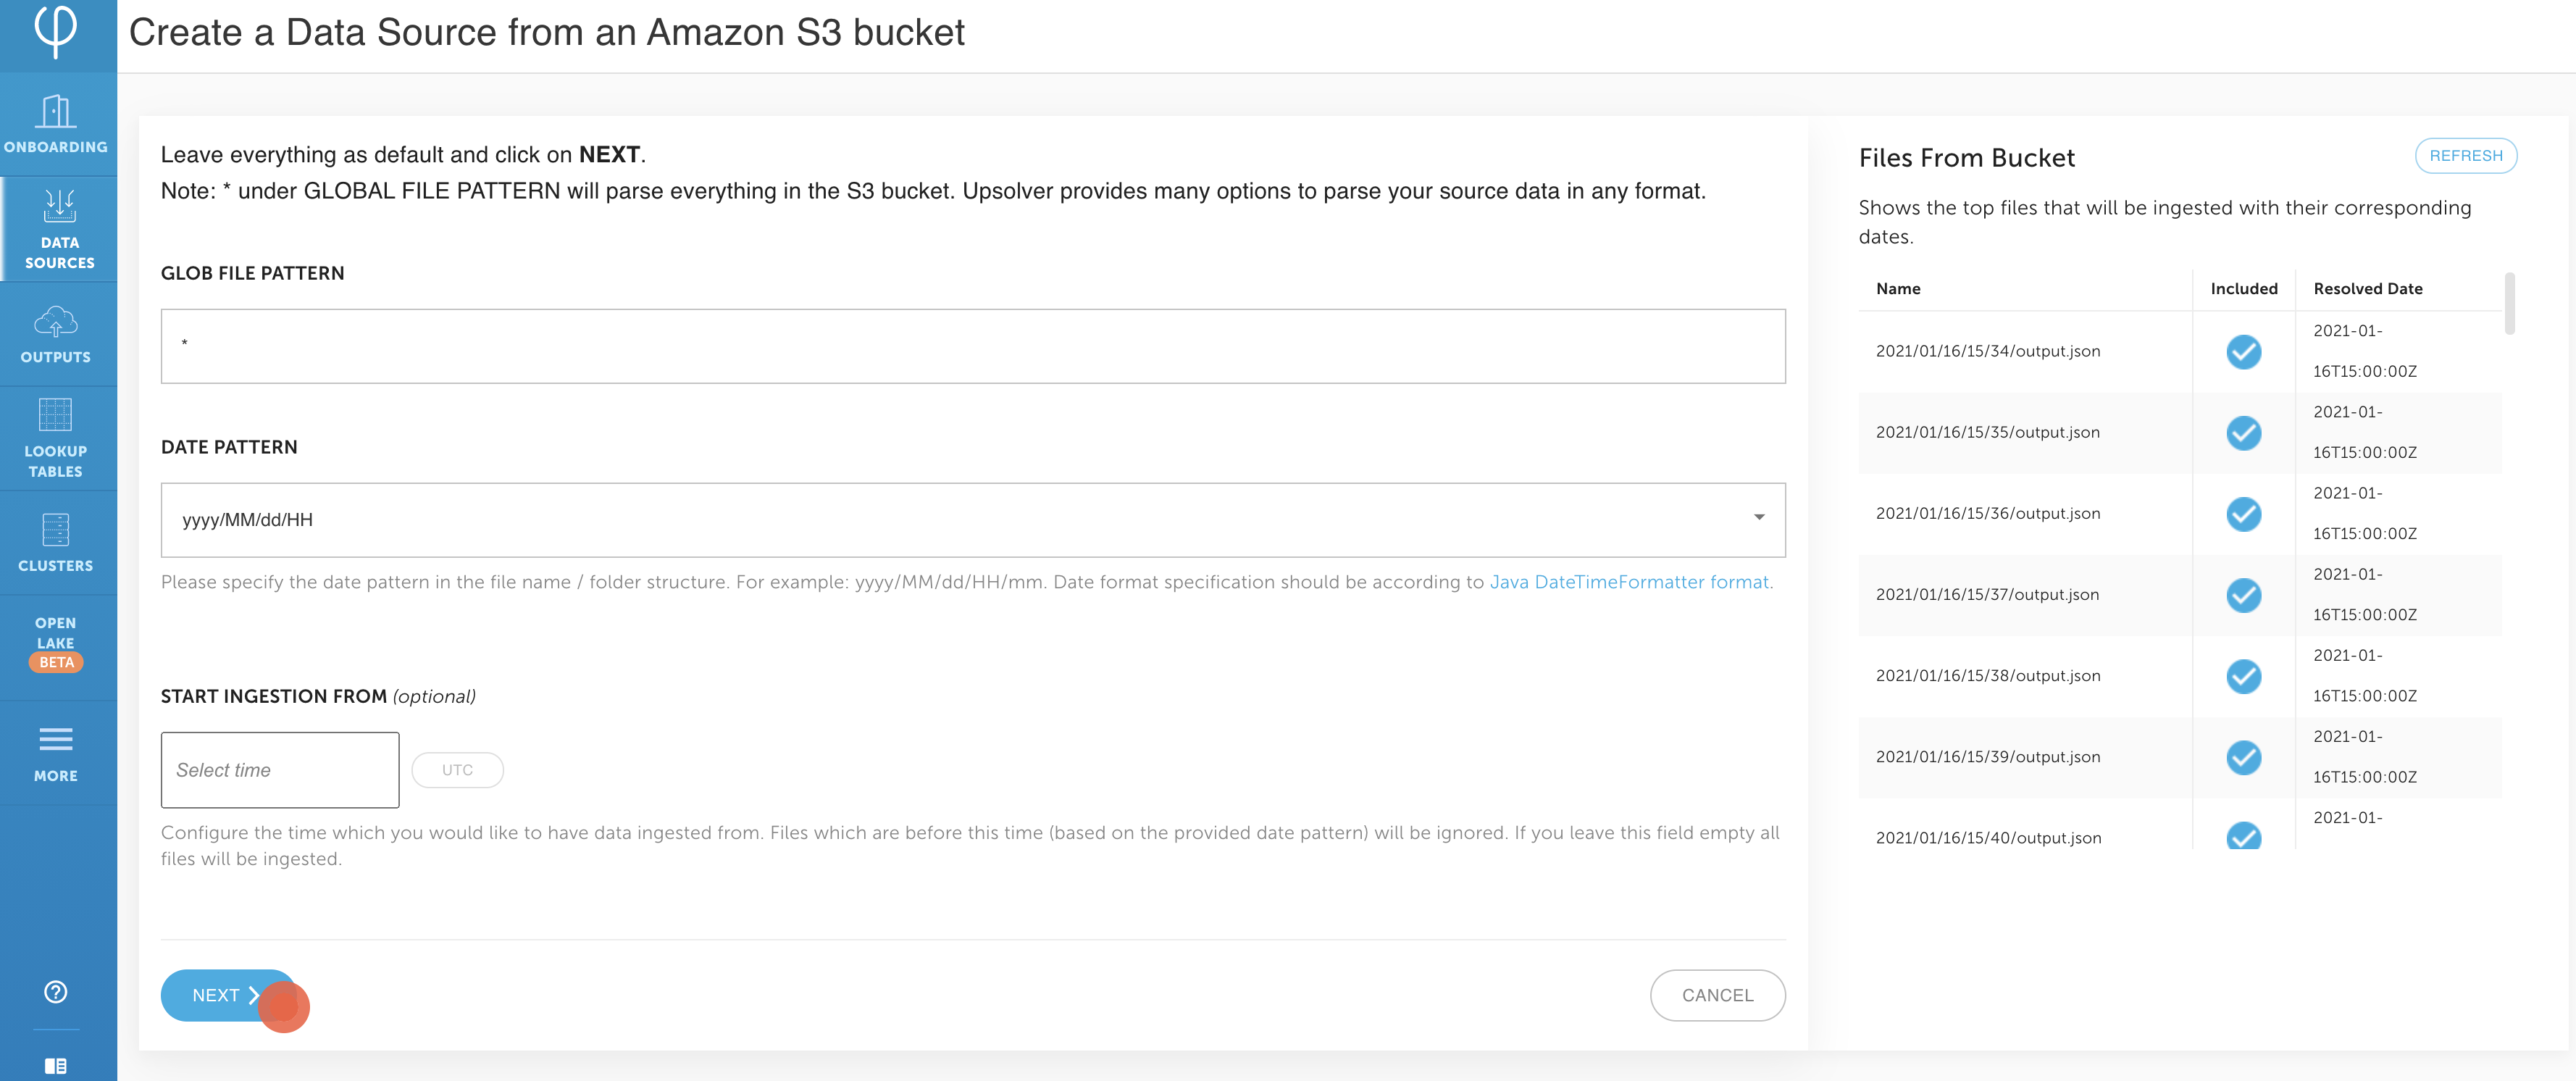 Create a Data Source from an Amazon S3 bucket
ONBOARDING
DATA
SOURCES
OUTPUTS
LOOKUP
TABLES
CLUSTERS
OPEN
LAKE
BETA
MORE
Leave everything as default and click on NEXT.
Note: * under GLOBAL FILE PATTERN will parse everything in the S3 bucket. Upsolver provides many options to parse your source data in any format.
GLOB FILE PATTERN
*
DATE PATTERN
yyyy/MM/dd/HH
Please specify the date pattern in the file name / folder structure. For example: yyyy/MM/dd/HH/mm. Date format specification should be according to Java DateTimeFormatter format.
START INGESTION FROM (optional)
Select time
UTC
Configure the time which you would like to have data ingested from. Files which are before this time (based on the provided date pattern) will be ignored. If you leave this field empty all
files will be ingested.
NEXT
CANCEL
Files From Bucket
REFRESH
Shows the top files that will be ingested with their corresponding
dates.
Name Included Resolved Date
2021/01/16/15/34/output.json
2021-01-
16T15:00:00Z
2021/01/16/15/35/output.json
2021-01-
16T15:00:00Z
2021/01/16/15/36/output.json
2021-01-
16T15:00:00Z
2021/01/16/15/37/output.json
2021-01-
16T15:00:00Z
2021/01/16/15/38/output.json
2021-01-
16T15:00:00Z
2021/01/16/15/39/output.json
2021-01-
16T15:00:00Z
2021/01/16/15/40/output.json
2021-01-